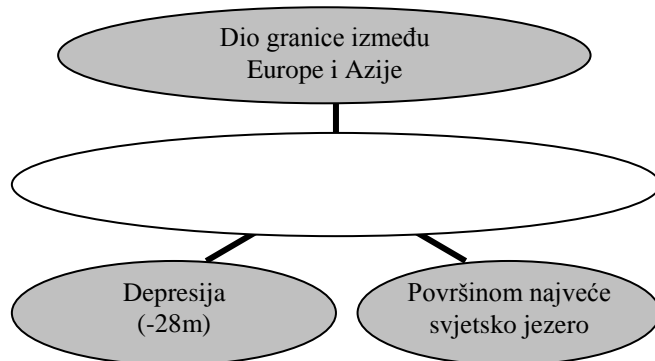 Dio granice između
Europe i Azije
Depresija
(-28m)
Površinom najveće
svjetsko jezero